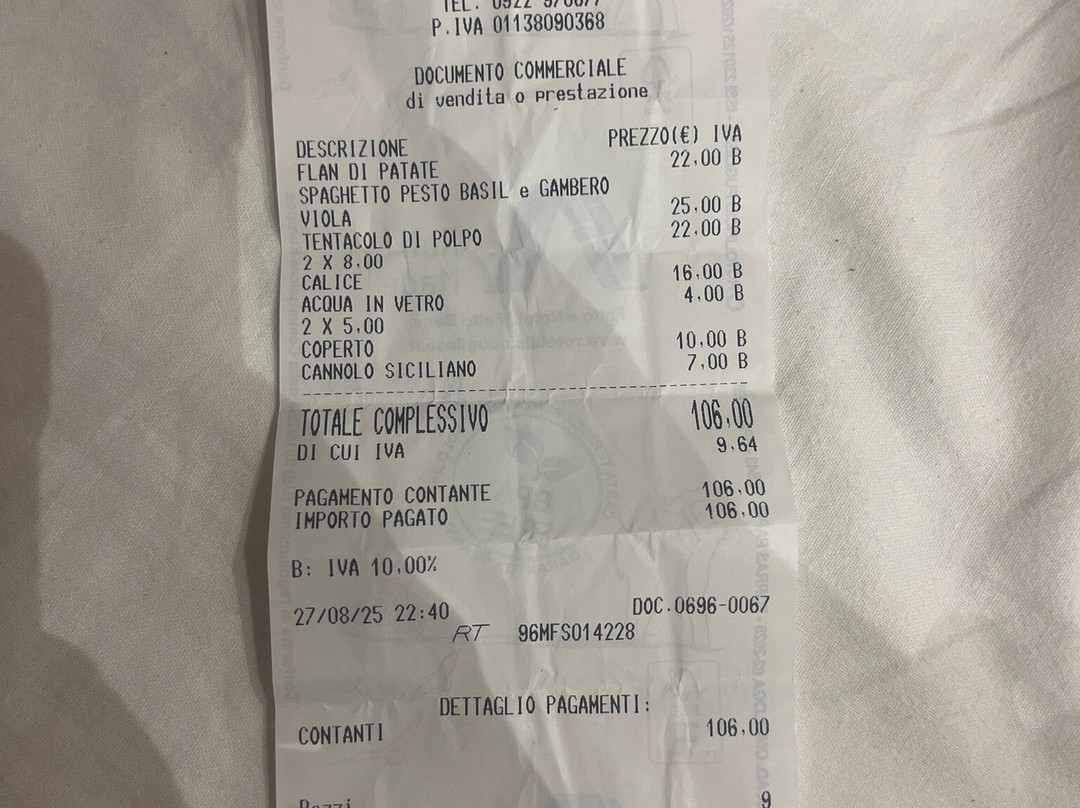 P.IVA 01138090368
DOCUMENTO COMMERCIALE
di vendita o prestazione
DESCRIZIONE PREZZO(€) IVA
FLAN DI PATATE 22,00 B
SPAGHETTO PESTO BASIL e GAMBERO
VIOLA 25,00 B
TENTACOLO DI POLPO 22,00 B
2 X 8,00
CALICE 16,00 B
ACQUA IN VETRO 4,00 B
2 X 5,00
COPERTO 10,00 B
CANNOLO SICILIANO 7,00 B
TOTALE COMPLESSIVO 106,00
DI CUI IVA 9,64
PAGAMENTO CONTANTE 106,00
IMPORTO PAGATO 106,00
B: IVA 10,00%
27/08/25 22:40 DOC.0696-0067
RT 96MFS014228
DETTAGLIO PAGAMENTI:
CONTANTI 106,00
Pezzi 9